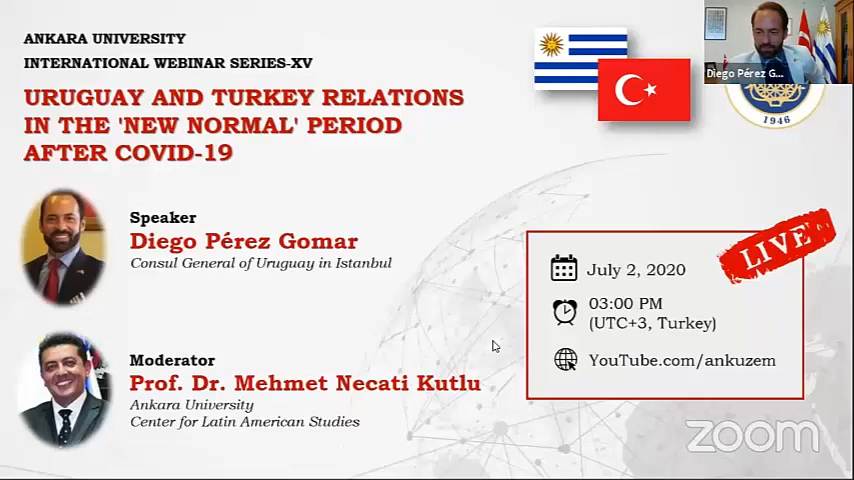 ANKARA UNIVERSITY
INTERNATIONAL WEBINAR SERIES-XV
URUGUAY AND TURKEY RELATIONS
IN THE 'NEW NORMAL' PERIOD
AFTER COVID-19
Diego Pérez G...
1946
Speaker
Diego Pérez Gomar
Consul General of Uruguay in Istanbul
Moderator
Prof. Dr. Mehmet Necati Kutlu
Ankara University
Center for Latin American Studies
LIVE
July 2, 2020
03:00 PM
(UTC+3, Turkey)
YouTube.com/ankuzem
zoom